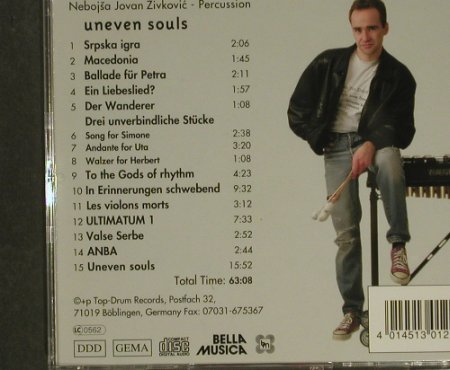 Nebojša Jovan Živković - Percussion
uneven souls
1 Srpska igra 2:06
2 Macedonia 1:45
3 Ballade für Petra 2:11
4 Ein Liebeslied? 1:57
5 Der Wanderer 1:08
Drei unverbindliche Stücke
6 Song for Simone 2:38
7 Andante for Uta 3:20
8 Walzer for Herbert 1:08
9 To the Gods of rhythm 4:23
10 In Erinnerungen schwebend 9:32
11 Les violons morts 3:12
12 ULTIMATUM 1 7:33
13 Valse Serbe 2:52
14 ANBA 2:44
15 Uneven souls 15:52
Total Time: 63:08
©+p Top-Drum Records, Postfach 32,
71019 Böblingen, Germany Fax: 07031-675367
LC 0562
DDD GEMA COMPACT disc DIGITAL AUDIO BELLA MUSICA
4 014513 012